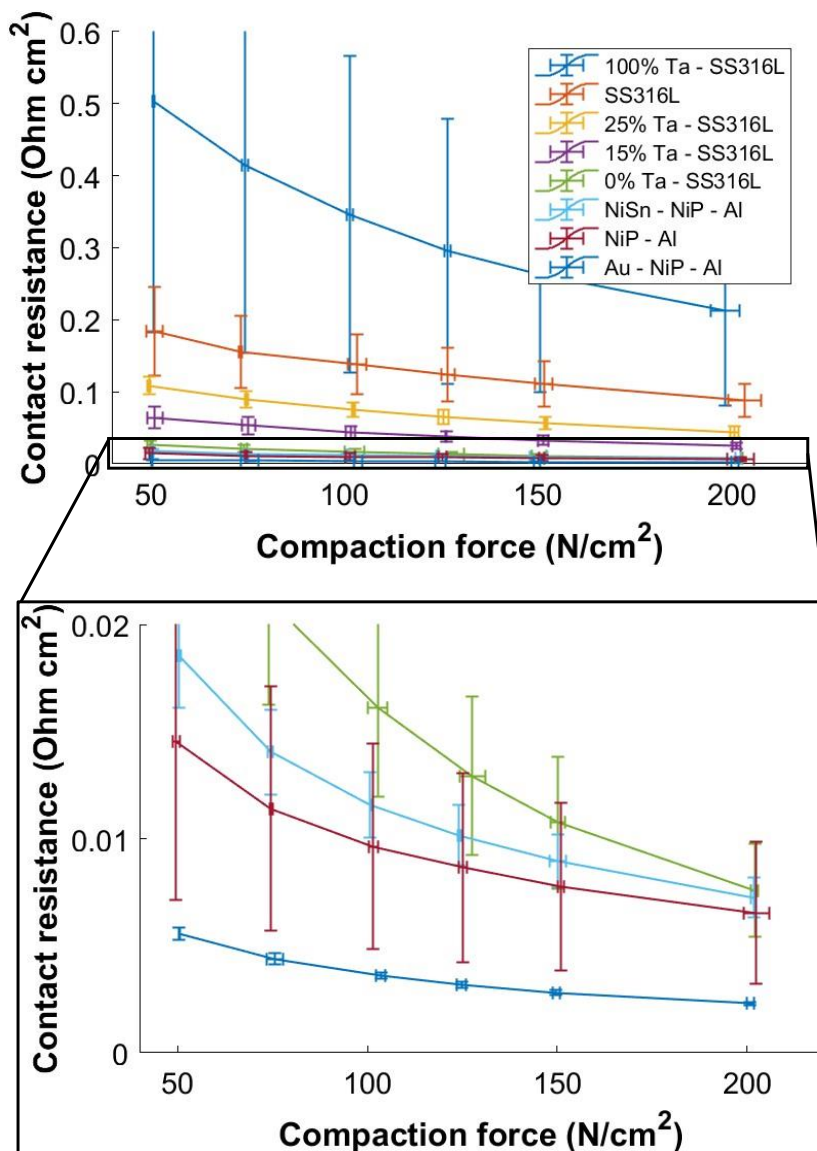 0.6
0.5
0.4
0.3
0.2
0.1
0
Contact resistance (Ohm cm²)
100% Ta - SS316L
SS316L
25% Ta - SS316L
15% Ta - SS316L
0% Ta - SS316L
NiSn - NiP - Al
NiP - Al
Au - NiP - Al
50 100 150 200
Compaction force (N/cm²)
0.02
0.01
0
Contact resistance (Ohm cm²)
50 100 150 200
Compaction force (N/cm²)